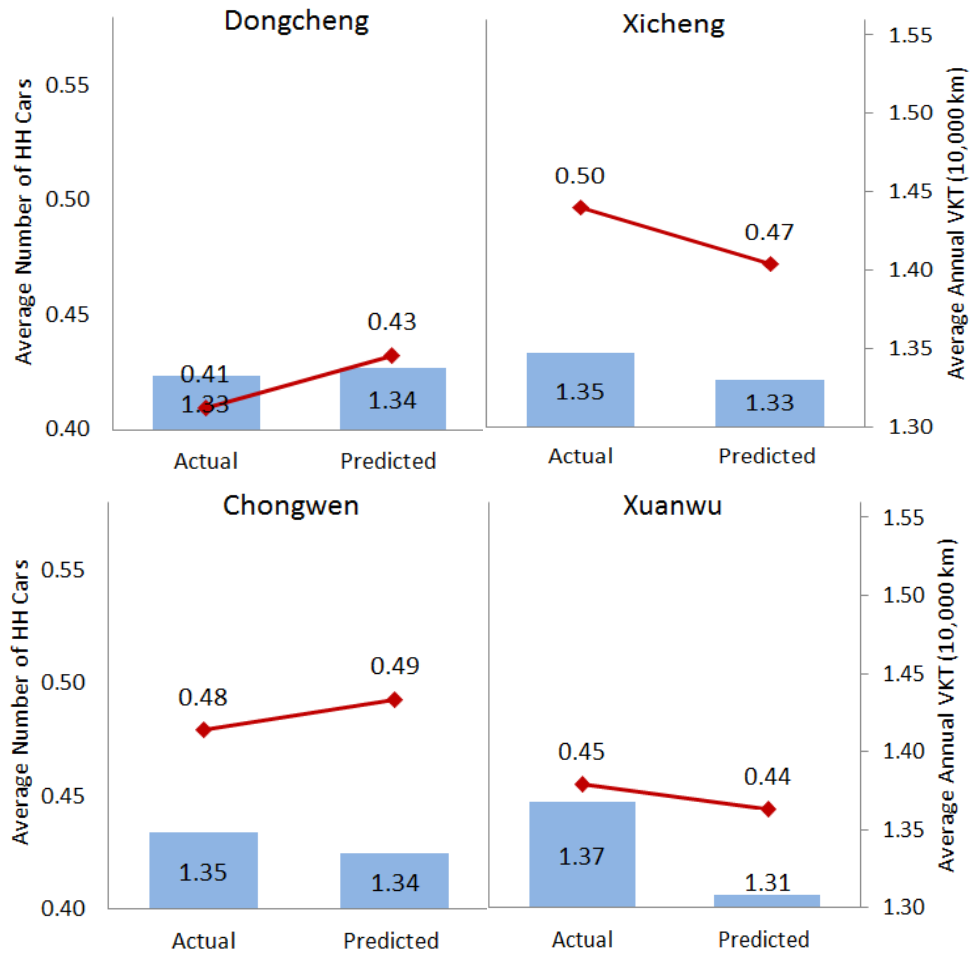 Dongcheng
Xicheng
Average Number of HH Cars
0.55
0.50
0.45
0.40
0.41
1.33
0.43
1.34
0.50
0.47
1.35
1.33
1.55
1.50
1.45
1.40
1.35
1.30
Average Annual VKT (10,000 km)
Actual
Predicted
Actual
Predicted
Chongwen
Xuanwu
Average Number of HH Cars
0.55
0.50
0.45
0.40
0.48
0.49
1.35
1.34
0.45
0.44
1.37
1.31
1.55
1.50
1.45
1.40
1.35
1.30
Average Annual VKT (10,000 km)
Actual
Predicted
Actual
Predicted